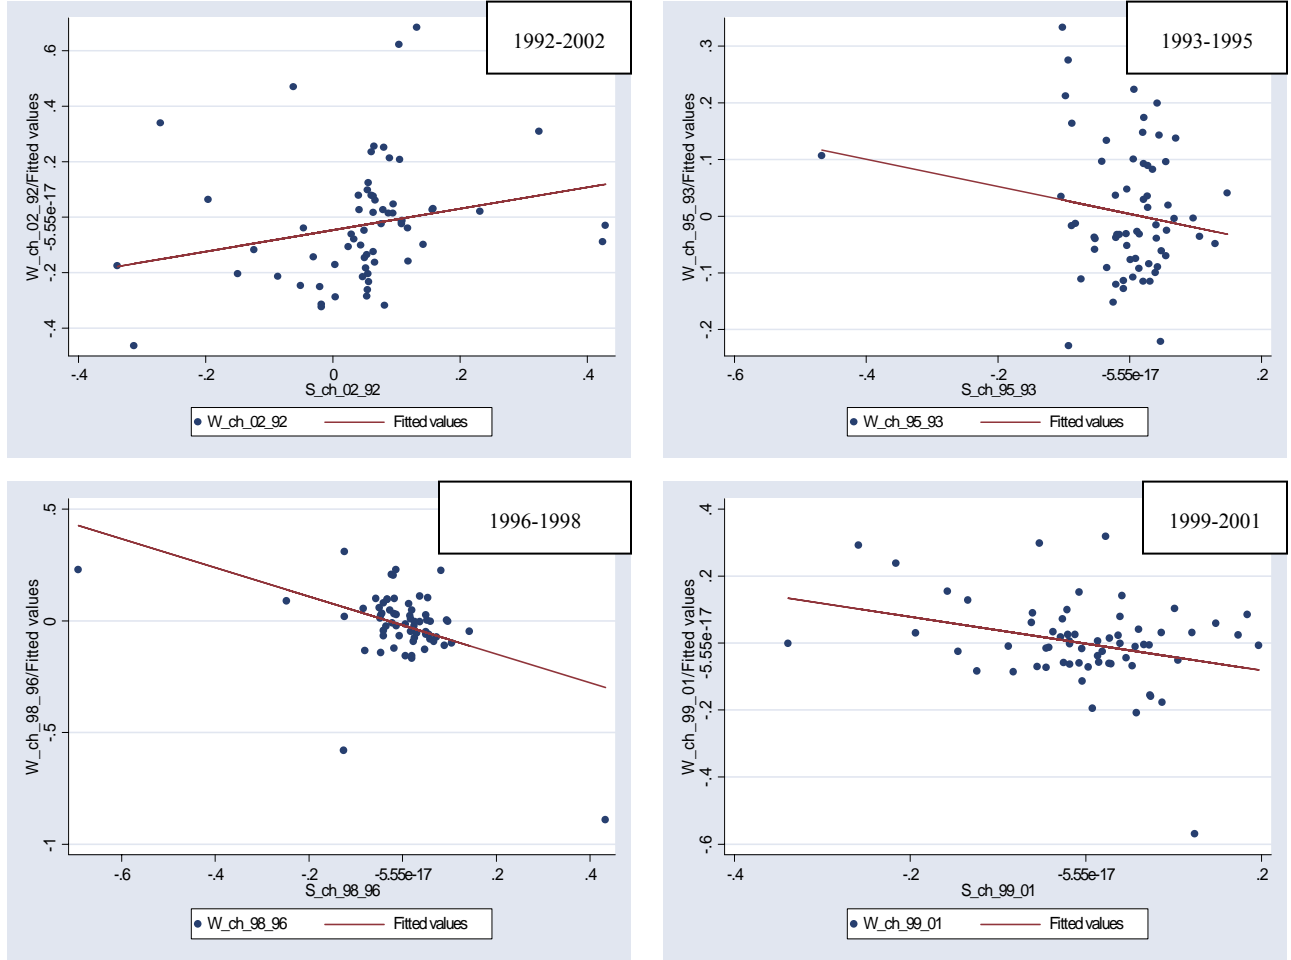 1992-2002
W_ch_02_92/Fitted values
.6
.4
.2
-5.55e-17
-.2
-.4
-.4 -.2 0 .2 .4
S_ch_02_92
W_ch_02_92 Fitted values
1993-1995
W_ch_95_93/Fitted values
.3
.2
.1
0
-.1
-.2
-.6 -.2 -5.55e-17 .2
S_ch_95_93
W_ch_95_93 Fitted values
1996-1998
W_ch_98_96/Fitted values
.5
0
-.5
-1
-.6 -.4 -.2 -5.55e-17 .2 .4
S_ch_98_96
W_ch_98_96 Fitted values
1999-2001
W_ch_99_01/Fitted values
.4
.2
-5.55e-17
-.2
-.4
-.6
-.4 -.2 -5.55e-17 .2
S_ch_99_01
W_ch_99_01 Fitted values